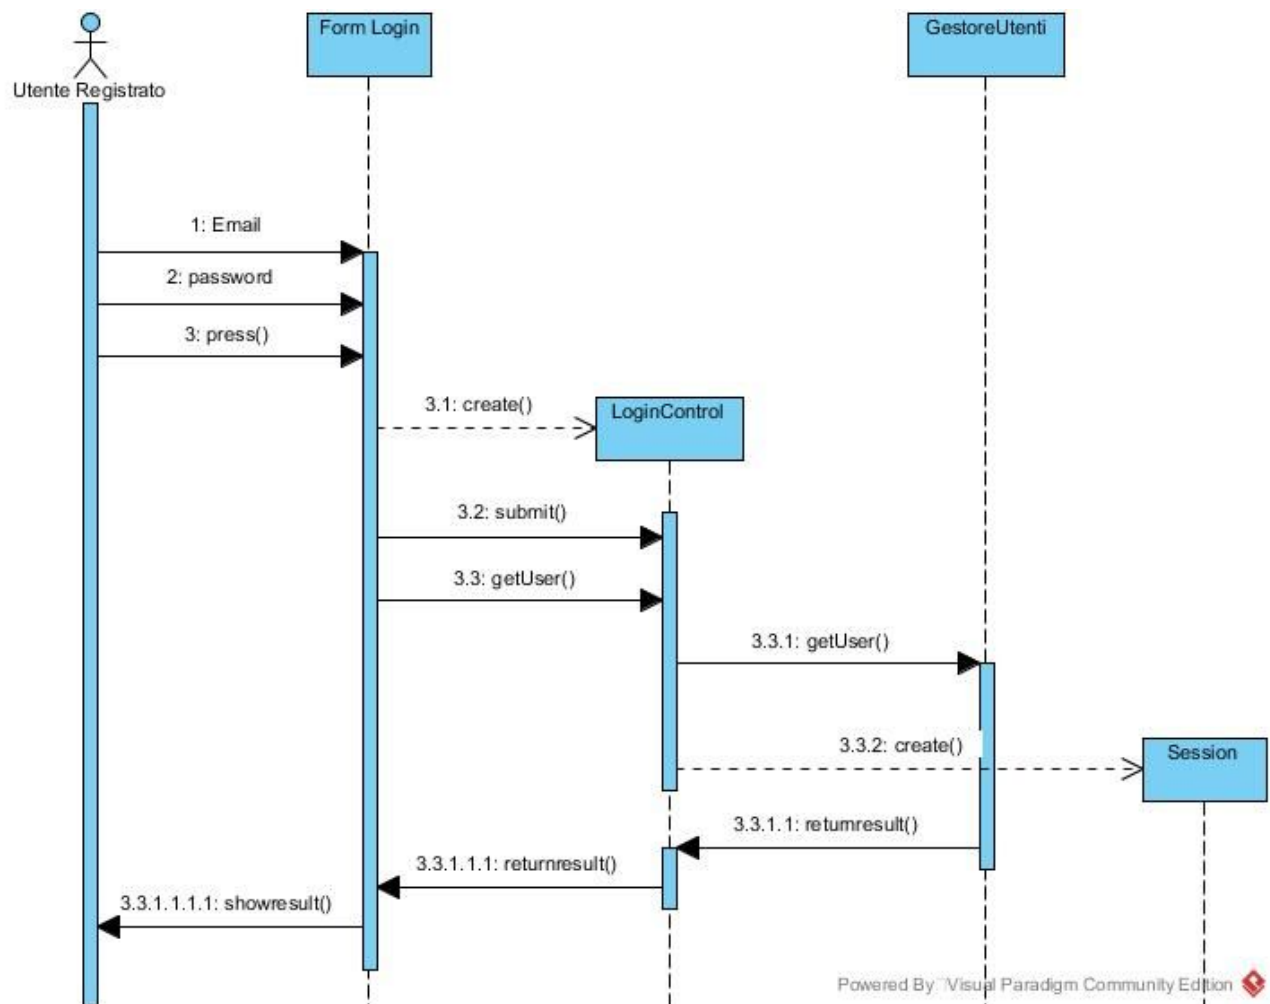 Form Login
GestoreUtenti
Utente Registrato
1: Email
2: password
3: press()
3.1: create()
LoginControl
3.2: submit()
3.3: getUser()
3.3.1: getUser()
3.3.2: create()
Session
3.3.1.1: returnresult()
3.3.1.1.1: returnresult()
3.3.1.1.1.1: showresult()
Powered By Visual Paradigm Community Edition